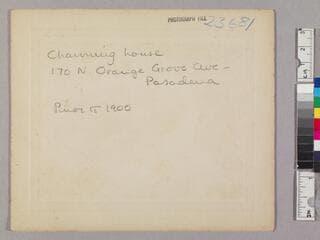 PHOTOGRAPH FILE 23681
Channing house
170 N Orange Grove Ave -
Pasadena
Prior to 1900